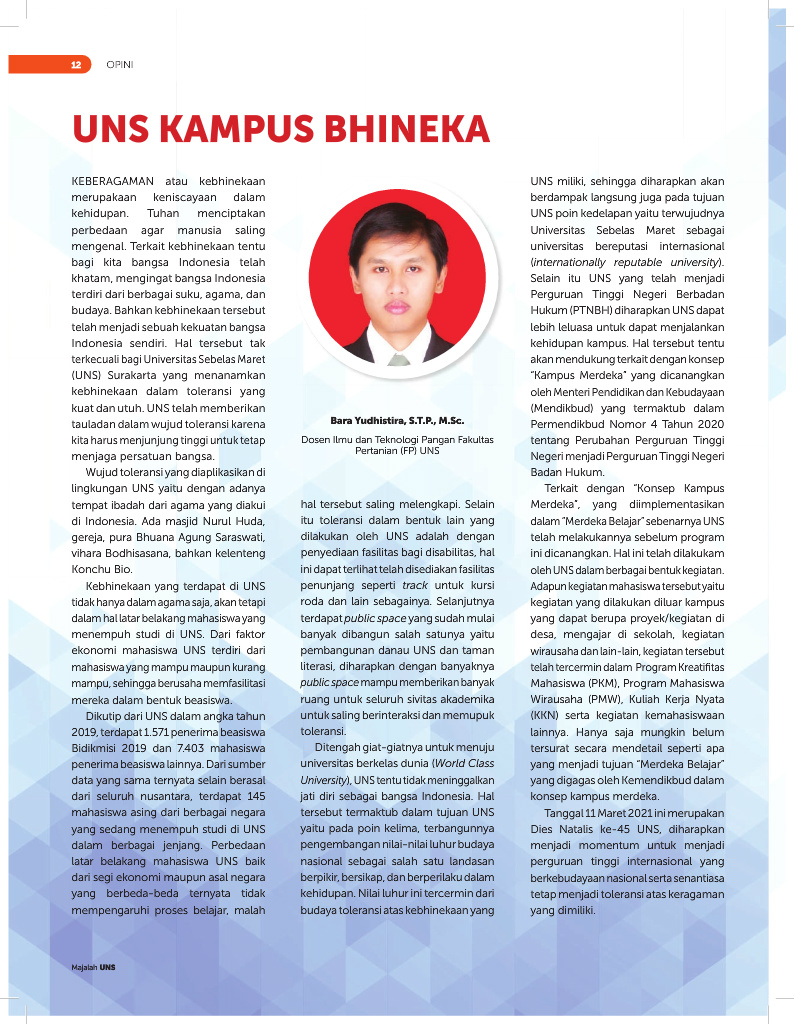 12
OPINI
UNS KAMPUS BHINEKA
KEBERAGAMAN atau kebhinekaan
merupakaan keniscayaan dalam
kehidupan. Tuhan menciptakan
perbedaan agar manusia saling
mengenal. Terkait kebhinekaan tentu
bagi kita bangsa Indonesia telah
khatam, mengingat bangsa Indonesia
terdiri dari berbagai suku, agama, dan
budaya. Bahkan kebhinekaan tersebut
telah menjadi sebuah kekuatan bangsa
Indonesia sendiri. Hal tersebut tak
terkecuali bagi Universitas Sebelas Maret
(UNS) Surakarta yang menanamkan
kebhinekaan dalam toleransi yang
kuat dan utuh. UNS telah memberikan
tauladan dalam wujud toleransi karena
kita harus menjunjung tinggi untuk tetap
menjaga persatuan bangsa.
Wujud toleransi yang diaplikasikan di
lingkungan UNS yaitu dengan adanya
tempat ibadah dari agama yang diakui
di Indonesia. Ada masjid Nurul Huda,
gereja, pura Bhuana Agung Saraswati,
vihara Bodhisasana, bahkan kelenteng
Konchu Bio.
Kebhinekaan yang terdapat di UNS
tidak hanya dalam agama saja, akan tetapi
dalam hal latar belakang mahasiswa yang
menempuh studi di UNS. Dari faktor
ekonomi mahasiswa UNS terdiri dari
mahasiswa yang mampu maupun kurang
mampu, sehingga berusaha memfasilitasi
mereka dalam bentuk beasiswa.
Dikutip dari UNS dalam angka tahun
2019, terdapat 1.571 penerima beasiswa
Bidikmisi 2019 dan 7.403 mahasiswa
penerima beasiswa lainnya. Dari sumber
data yang sama ternyata selain berasal
dari seluruh nusantara, terdapat 145
mahasiswa asing dari berbagai negara
yang sedang menempuh studi di UNS
dalam berbagai jenjang. Perbedaan
latar belakang mahasiswa UNS baik
dari segi ekonomi maupun asal negara
yang berbeda-beda ternyata tidak
mempengaruhi proses belajar, malah
Bara Yudhistira, S.T.P., M.Sc.
Dosen Ilmu dan Teknologi Pangan Fakultas
Pertanian (FP) UNS
hal tersebut saling melengkapi. Selain
itu toleransi dalam bentuk lain yang
dilakukan oleh UNS adalah dengan
penyediaan fasilitas bagi disabilitas, hal
ini dapat terlihat telah disediakan fasilitas
penunjang seperti track untuk kursi
roda dan lain sebagainya. Selanjutnya
terdapat public space yang sudah mulai
banyak dibangun salah satunya yaitu
pembangunan danau UNS dan taman
literasi, diharapkan dengan banyaknya
public space mampu memberikan banyak
ruang untuk seluruh sivitas akademika
untuk saling berinteraksi dan memupuk
toleransi.
Ditengah giat-giatnya untuk menuju
universitas berkelas dunia (World Class
University), UNS tentu tidak meninggalkan
jati diri sebagai bangsa Indonesia. Hal
tersebut termaktub dalam tujuan UNS
yaitu pada poin kelima, terbangunnya
pengembangan nilai-nilai luhur budaya
nasional sebagai salah satu landasan
berpikir, bersikap, dan berperilaku dalam
kehidupan. Nilai luhur ini tercermin dari
budaya toleransi atas kebhinekaan yang
UNS miliki, sehingga diharapkan akan
berdampak langsung juga pada tujuan
UNS poin kedelapan yaitu terwujudnya
Universitas Sebelas Maret sebagai
universitas bereputasi internasional
(internationally reputable university).
Selain itu UNS yang telah menjadi
Perguruan Tinggi Negeri Berbadan
Hukum (PTNBH) diharapkan UNS dapat
lebih leluasa untuk dapat menjalankan
kehidupan kampus. Hal tersebut tentu
akan mendukung terkait dengan konsep
"Kampus Merdeka" yang dicanangkan
oleh Menteri Pendidikan dan Kebudayaan
(Mendikbud) yang termaktub dalam
Permendikbud Nomor 4 Tahun 2020
tentang Perubahan Perguruan Tinggi
Negeri menjadi Perguruan Tinggi Negeri
Badan Hukum.
Terkait dengan "Konsep Kampus
Merdeka", yang diimplementasikan
dalam "Merdeka Belajar" sebenarnya UNS
telah melakukannya sebelum program
ini dicanangkan. Hal ini telah dilakukam
oleh UNS dalam berbagai bentuk kegiatan.
Adapun kegiatan mahasiswa tersebut yaitu
kegiatan yang dilakukan diluar kampus
yang dapat berupa proyek/kegiatan di
desa, mengajar di sekolah, kegiatan
wirausaha dan lain-lain, kegiatan tersebut
telah tercermin dalam Program Kreatifitas
Mahasiswa (PKM), Program Mahasiswa
Wirausaha (PMW), Kuliah Kerja Nyata
(KKN) serta kegiatan kemahasiswaan
lainnya. Hanya saja mungkin belum
tersurat secara mendetail seperti apa
yang menjadi tujuan "Merdeka Belajar"
yang digagas oleh Kemendikbud dalam
konsep kampus merdeka.
Tanggal 11 Maret 2021 ini merupakan
Dies Natalis ke-45 UNS, diharapkan
menjadi momentum untuk menjadi
perguruan tinggi internasional yang
berkebudayaan nasional serta senantiasa
tetap menjadi toleransi atas keragaman
yang dimiliki.
Majalah UNS